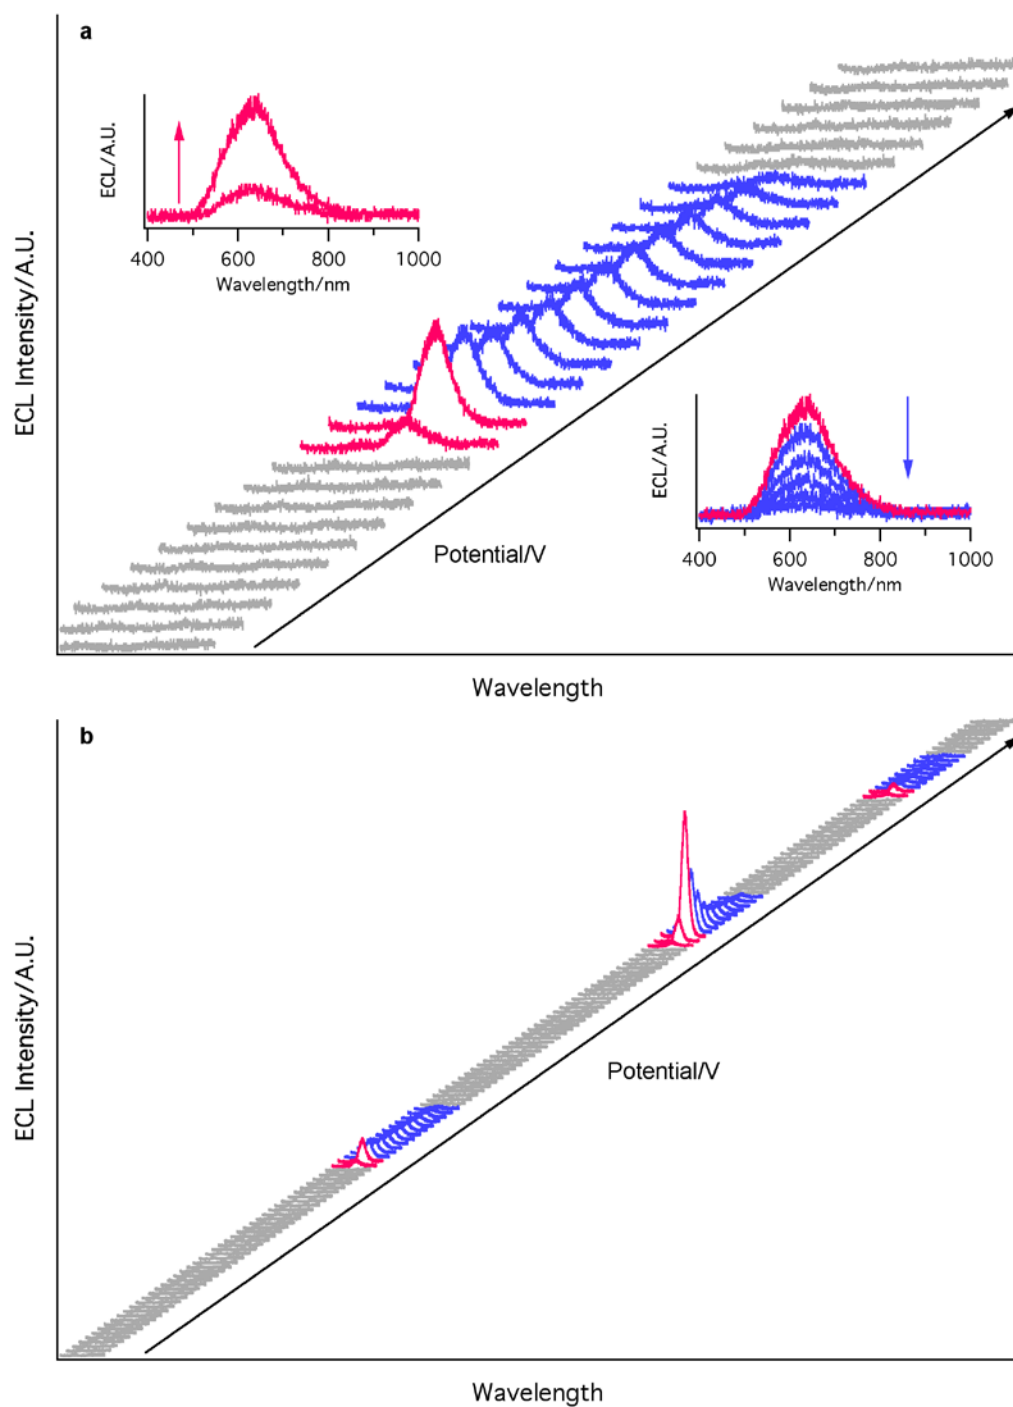 a
ECL Intensity/A.U.
ECL/A.U.
400 600 800 1000
Wavelength/nm
ECL/A.U.
400 600 800 1000
Wavelength/nm
Potential/V
Wavelength
b
ECL Intensity/A.U.
Potential/V
Wavelength